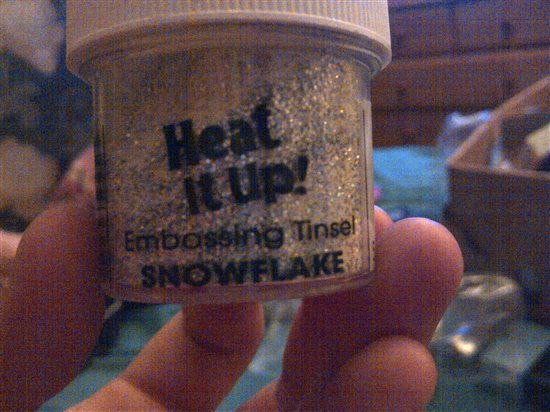 Heat
It Up!
Embossing Tinsel
SNOWFLAKE